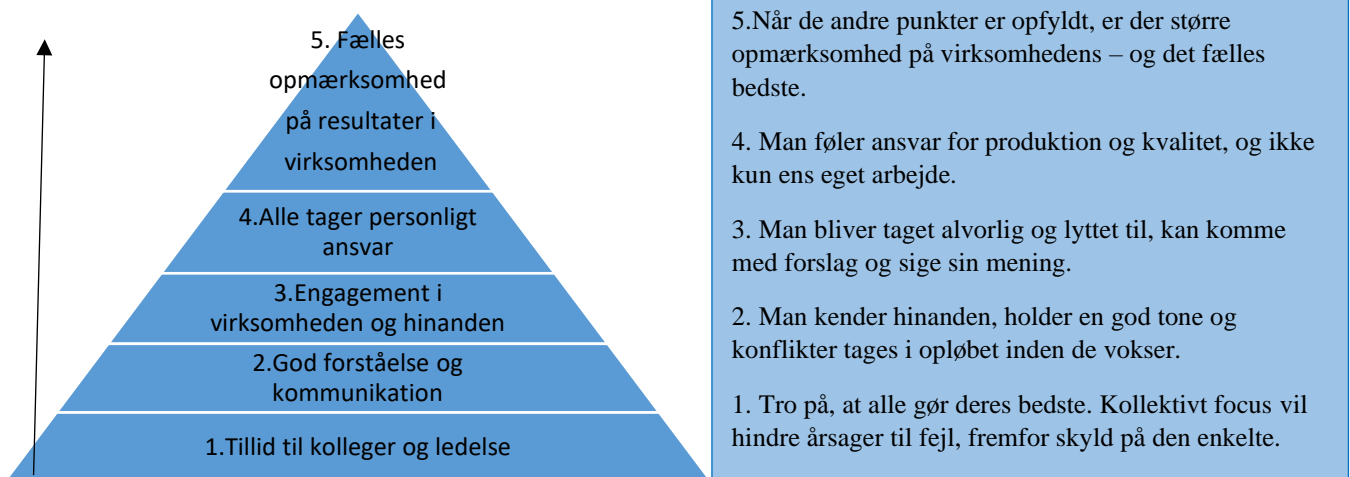 5. Fælles
opmærksomhed
på resultater i
virksomheden
4.Alle tager personligt
ansvar
3.Engagement i
virksomheden og hinanden
2.God forståelse og
kommunikation
1.Tillid til kolleger og ledelse
5.Når de andre punkter er opfyldt, er der større
opmærksomhed på virksomhedens – og det fælles
bedste.
4. Man føler ansvar for produktion og kvalitet, og ikke
kun ens eget arbejde.
3. Man bliver taget alvorlig og lyttet til, kan komme
med forslag og sige sin mening.
2. Man kender hinanden, holder en god tone og
konflikter tages i opløbet inden de vokser.
1. Tro på, at alle gør deres bedste. Kollektivt focus vil
hindre årsager til fejl, fremfor skyld på den enkelte.